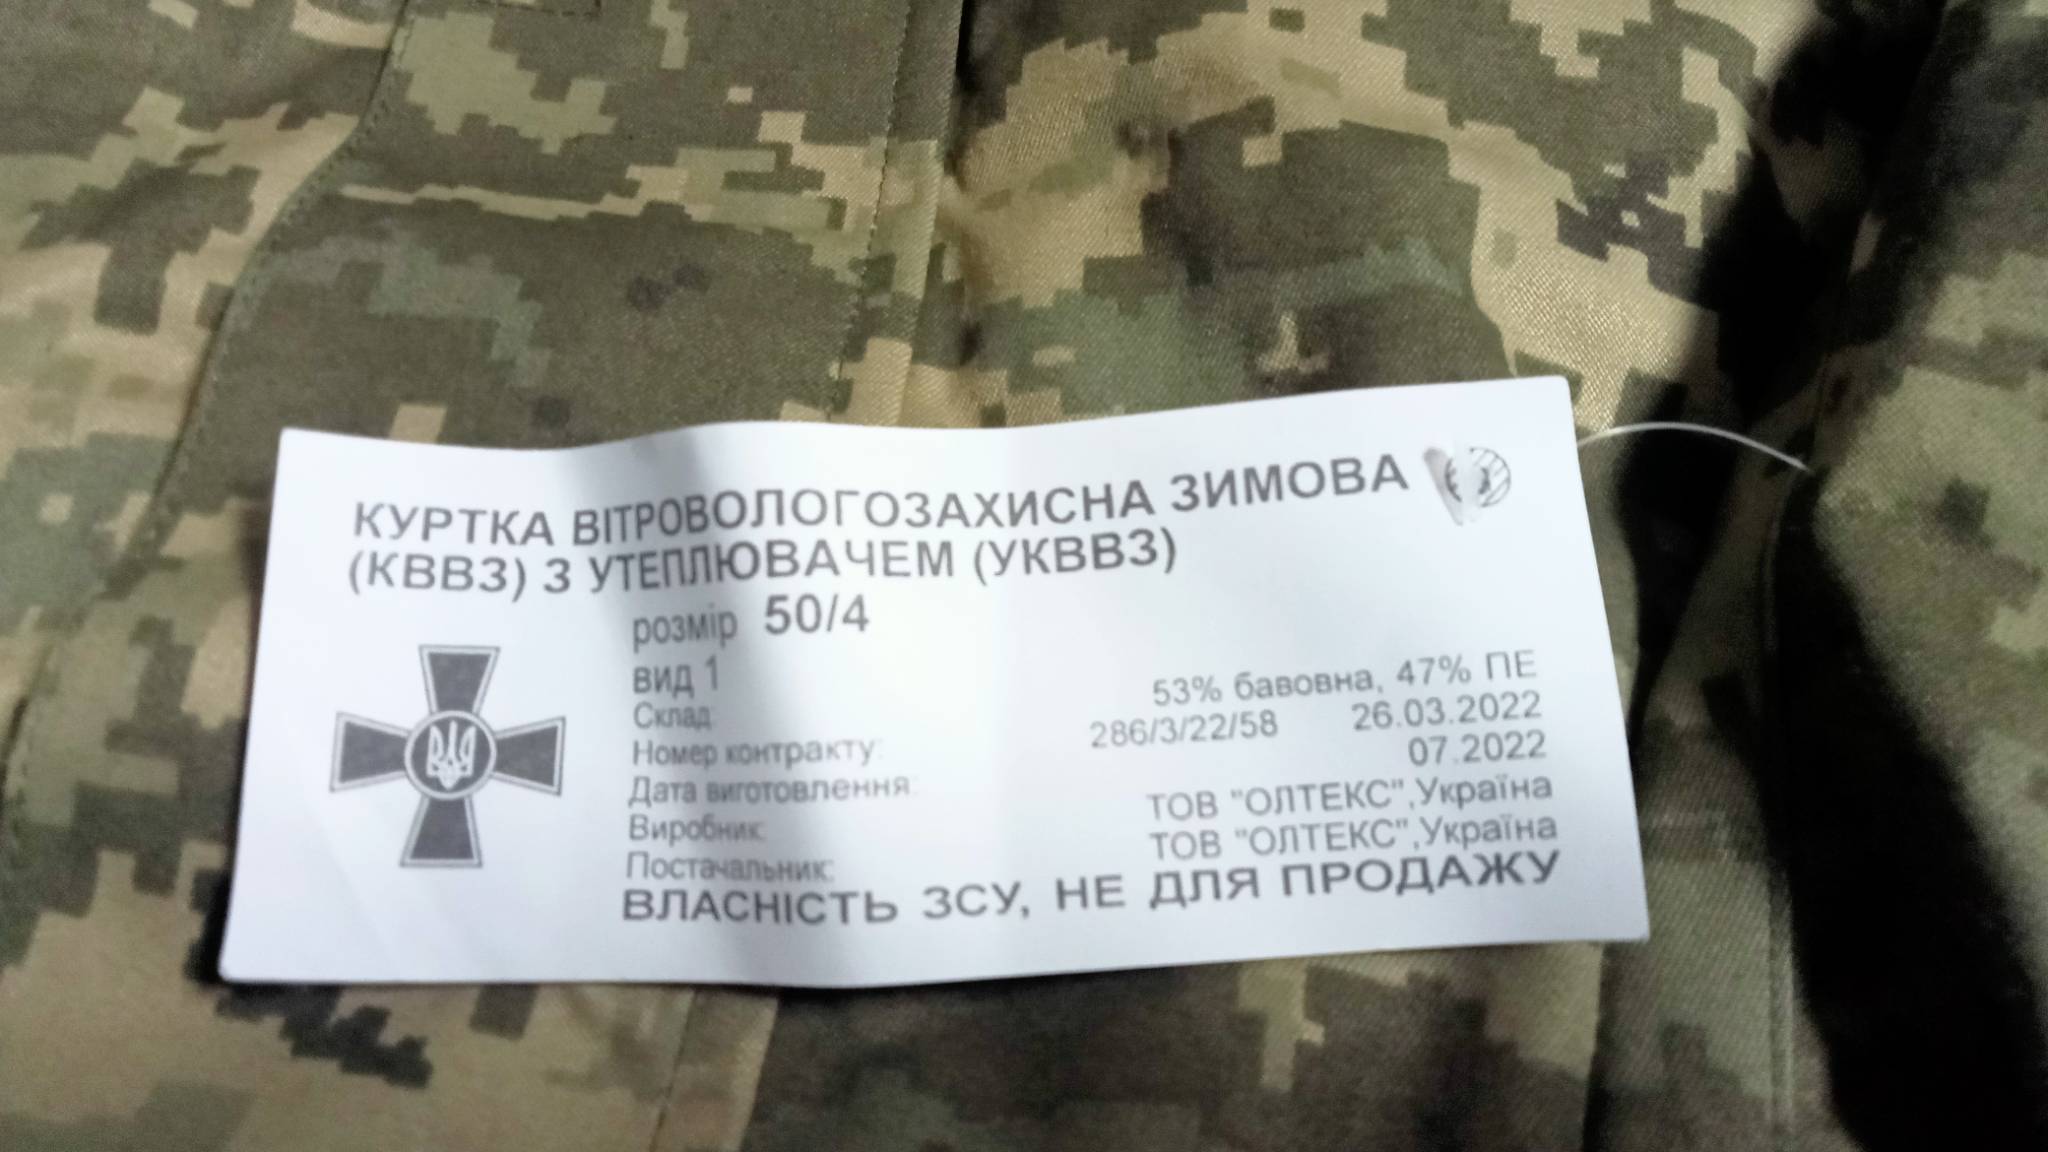 КУРТКА ВІТРОВОЛОГОЗАХИСНА ЗИМОВА
(КВВЗ) З УТЕПЛЮВАЧЕМ (УКВВЗ)
розмір 50/4
вид 1
Склад: 53% бавовна, 47% ПЕ
Номер контракту: 286/3/22/58 26.03.2022
Дата виготовлення: 07.2022
Виробник: ТОВ "ОЛТЕКС",Україна
Постачальник: ТОВ "ОЛТЕКС",Україна
ВЛАСНІСТЬ ЗСУ, НЕ ДЛЯ ПРОДАЖУ